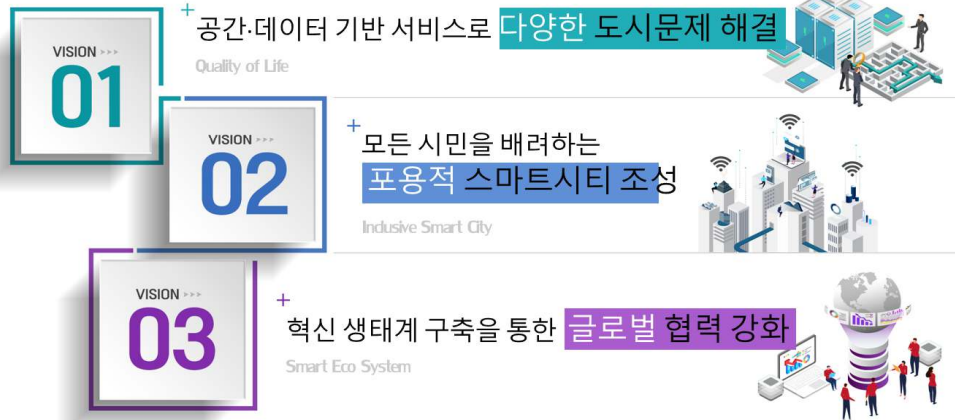 VISION >>>
01
공간·데이터 기반 서비스로 다양한 도시문제 해결
Quality of Life
VISION >>>
02
모든 시민을 배려하는
포용적 스마트시티 조성
Inclusive Smart City
VISION >>>
03
혁신 생태계 구축을 통한 글로벌 협력 강화
Smart Eco System